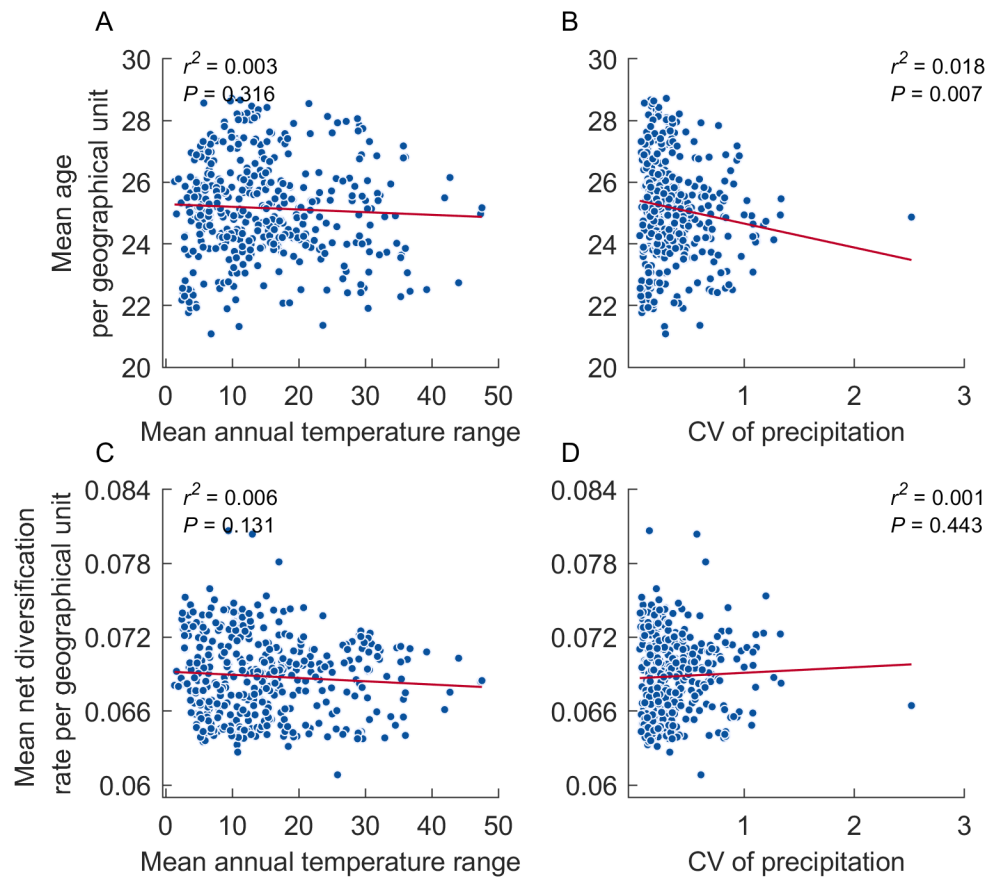 A
B
r² = 0.003
P = 0.316
r² = 0.018
P = 0.007
Mean age
per geographical unit
30
28
26
24
22
20
30
28
26
24
22
20
0 10 20 30 40 50
1 2 3
Mean annual temperature range
CV of precipitation
C
D
r² = 0.006
P = 0.131
r² = 0.001
P = 0.443
Mean net diversification
rate per geographical unit
0.084
0.078
0.072
0.066
0.06
0.084
0.078
0.072
0.066
0.06
0 10 20 30 40 50
1 2 3
Mean annual temperature range
CV of precipitation